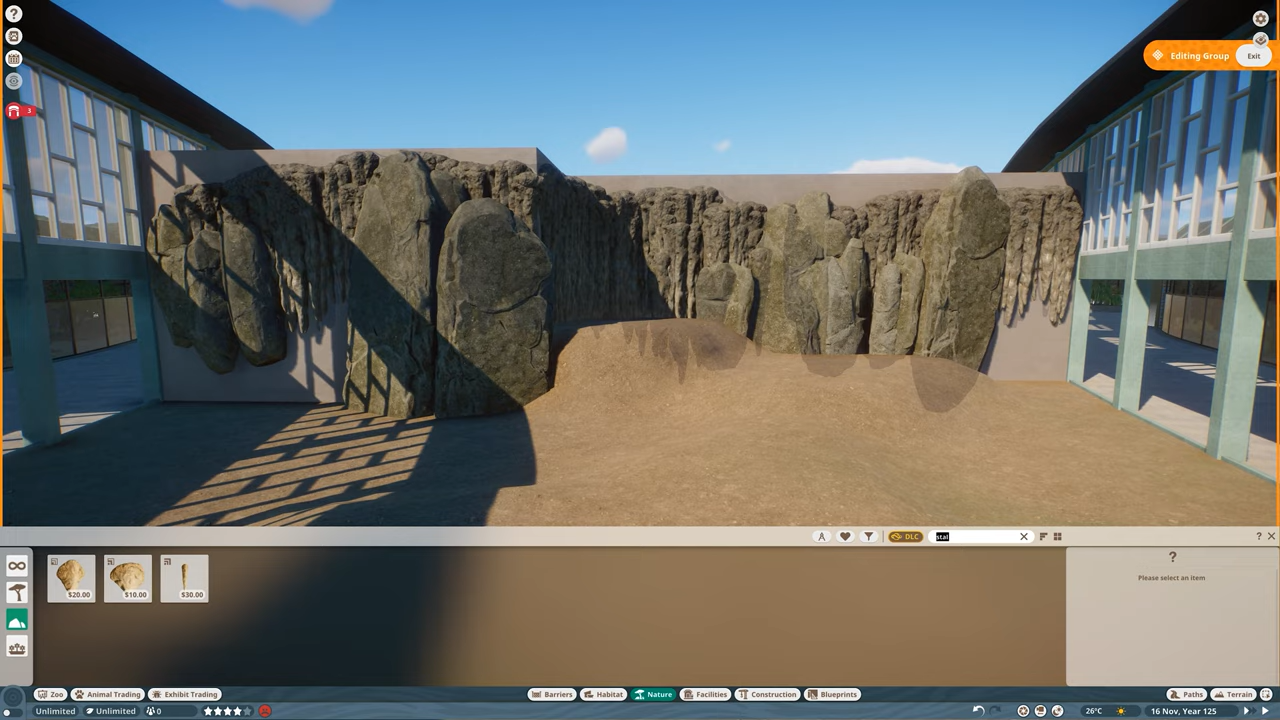 ?
Editing Group
Exit
3
DLC
stal
?
$20.00
$10.00
$30.00
?
Please select an item
Zoo
Animal Trading
Exhibit Trading
Barriers
Habitat
Nature
Facilities
Construction
Blueprints
Paths
Terrain
Unlimited
Unlimited
0
26°C
16 Nov, Year 125